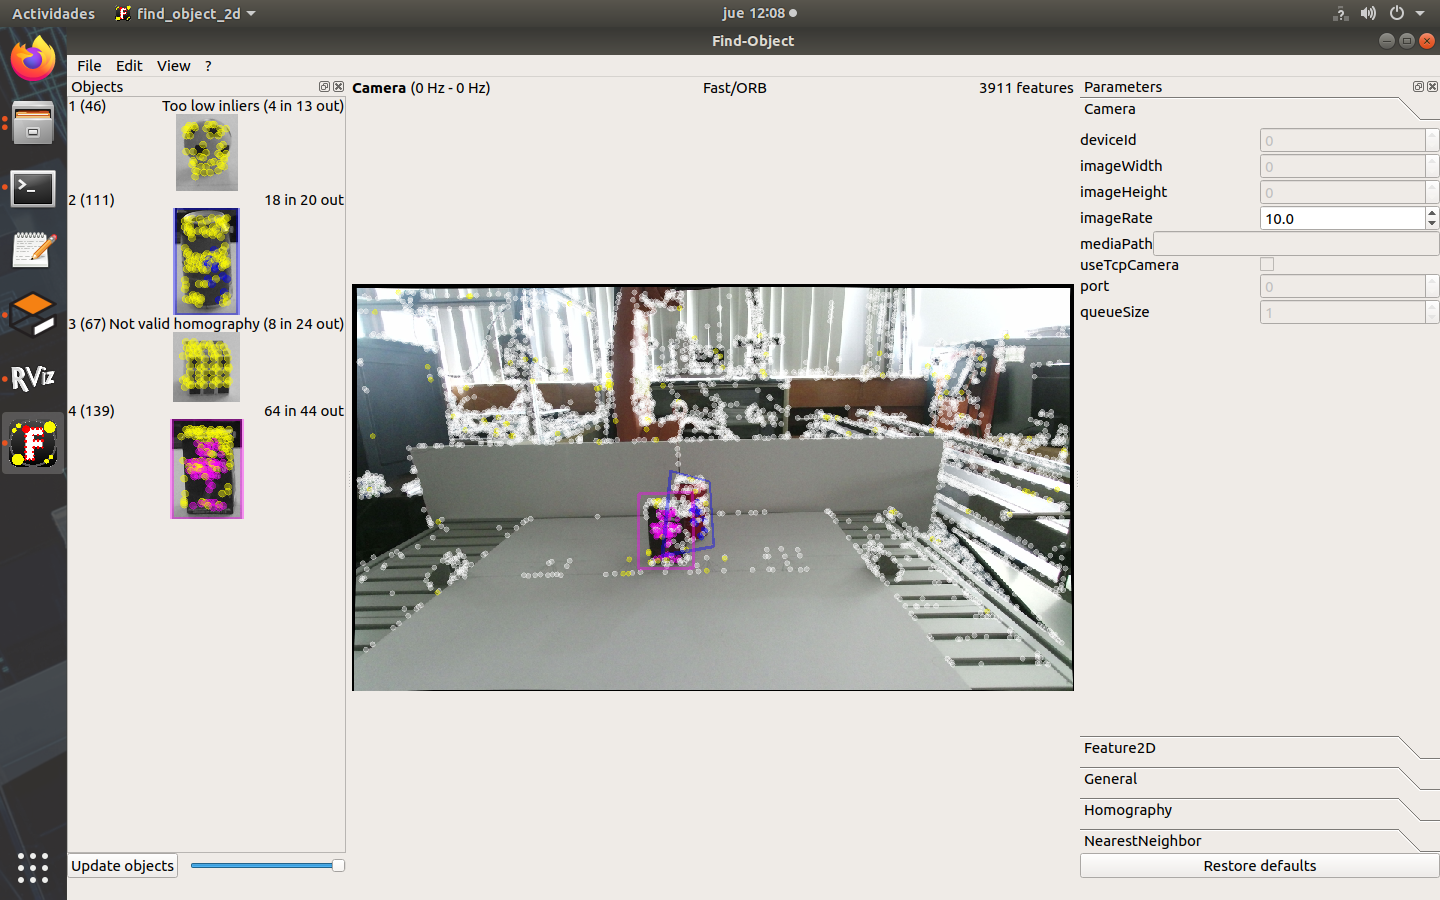 Actividades find_object_2d jue 12:08
Find-Object
File Edit View ?
Objects
1 (46) Too low inliers (4 in 13 out)
2 (111) 18 in 20 out
3 (67) Not valid homography (8 in 24 out)
4 (139) 64 in 44 out
Update objects
Camera (0 Hz - 0 Hz) Fast/ORB 3911 features
Parameters
Camera
deviceId 0
imageWidth 0
imageHeight 0
imageRate 10.0
mediaPath
useTcpCamera
port 0
queueSize 1
Feature2D
General
Homography
NearestNeighbor
Restore defaults
RViz
F